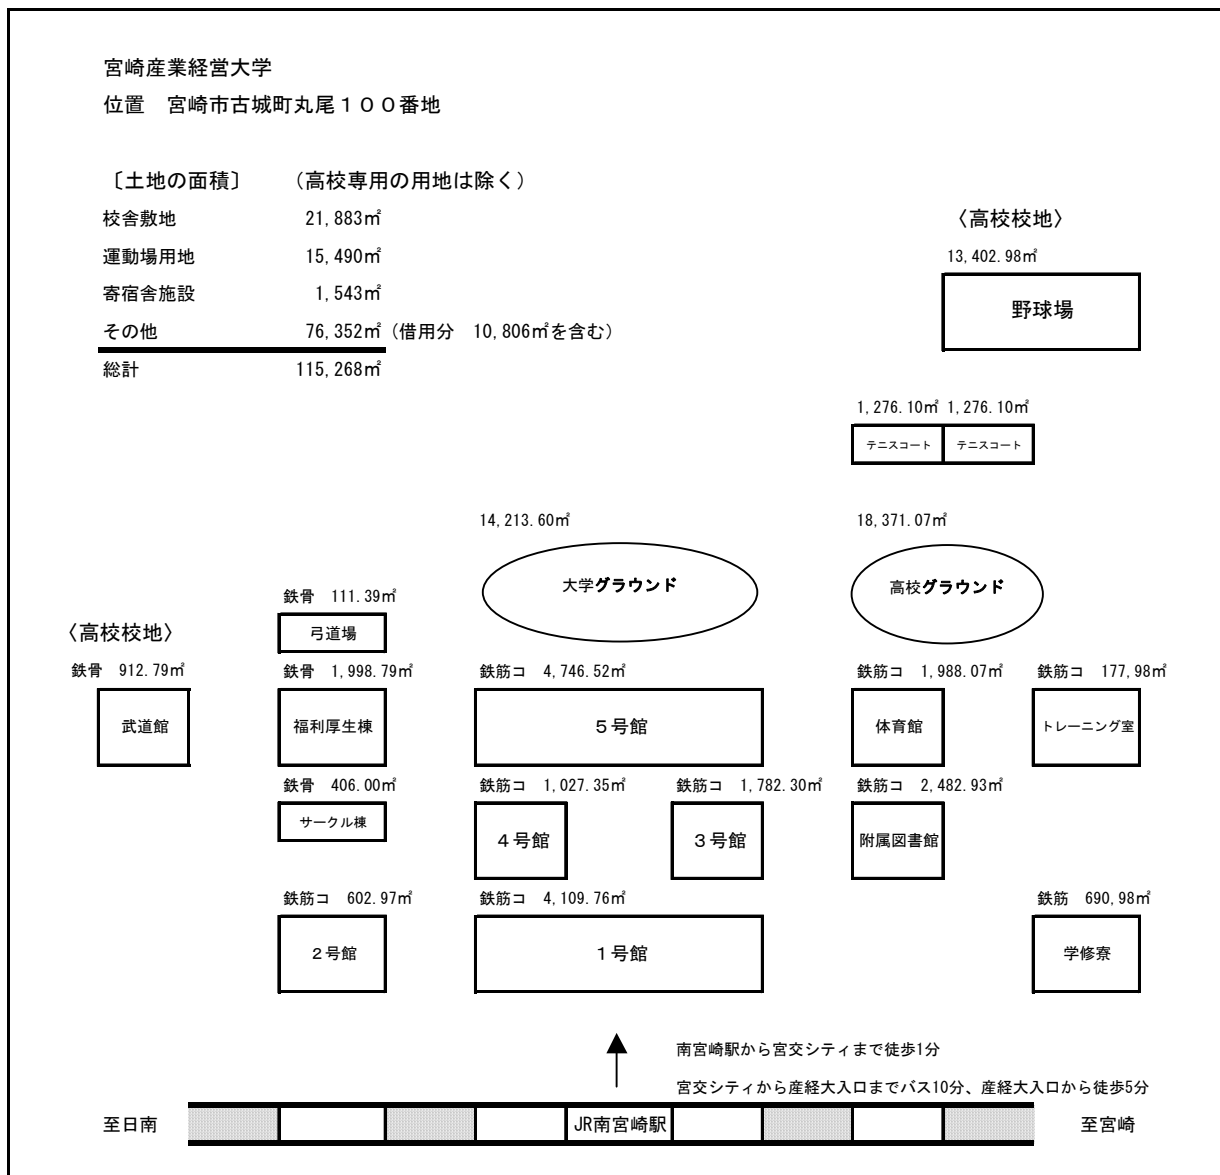 宮崎産業経営大学
位置　宮崎市古城町丸尾１００番地
〔土地の面積〕　（高校専用の用地は除く）
校舎敷地　21,883㎡
運動場用地　15,490㎡
寄宿舎施設　1,543㎡
その他　76,352㎡（借用分　10,806㎡を含む）
総計　115,268㎡
〈高校校地〉
13,402.98㎡
野球場
1,276.10㎡ 1,276.10㎡
テニスコート　テニスコート
14,213.60㎡　18,371.07㎡
大学グラウンド　高校グラウンド
鉄骨　111.39㎡
弓道場
〈高校校地〉
鉄骨　912.79㎡　鉄骨　1,998.79㎡　鉄筋コ　4,746.52㎡　鉄筋コ　1,988.07㎡　鉄筋コ　177,98㎡
武道館　福利厚生棟　５号館　体育館　トレーニング室
鉄骨　406.00㎡　鉄筋コ　1,027.35㎡　鉄筋コ　1,782.30㎡　鉄筋コ　2,482.93㎡
サークル棟　４号館　３号館　附属図書館
鉄筋コ　602.97㎡　鉄筋コ　4,109.76㎡　鉄筋　690,98㎡
２号館　１号館　学修寮
南宮崎駅から宮交シティまで徒歩1分
宮交シティから産経大入口までバス10分、産経大入口から徒歩5分
至日南　JR南宮崎駅　至宮崎